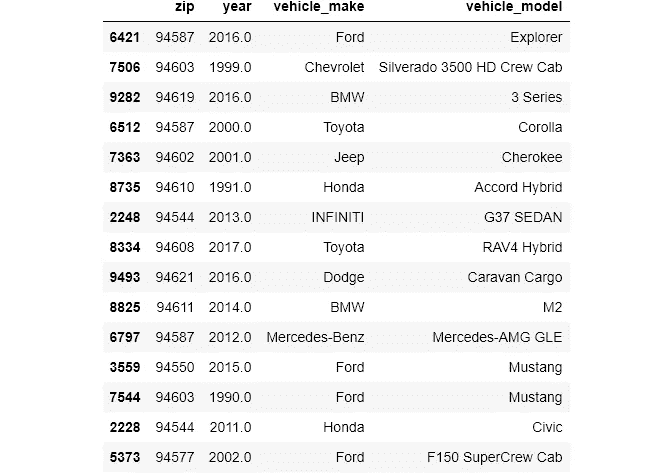 zip year vehicle_make vehicle_model
6421 94587 2016.0 Ford Explorer
7506 94603 1999.0 Chevrolet Silverado 3500 HD Crew Cab
9282 94619 2016.0 BMW 3 Series
6512 94587 2000.0 Toyota Corolla
7363 94602 2001.0 Jeep Cherokee
8735 94610 1991.0 Honda Accord Hybrid
2248 94544 2013.0 INFINITI G37 SEDAN
8334 94608 2017.0 Toyota RAV4 Hybrid
9493 94621 2016.0 Dodge Caravan Cargo
8825 94611 2014.0 BMW M2
6797 94587 2012.0 Mercedes-Benz Mercedes-AMG GLE
3559 94550 2015.0 Ford Mustang
7544 94603 1990.0 Ford Mustang
2228 94544 2011.0 Honda Civic
5373 94577 2002.0 Ford F150 SuperCrew Cab